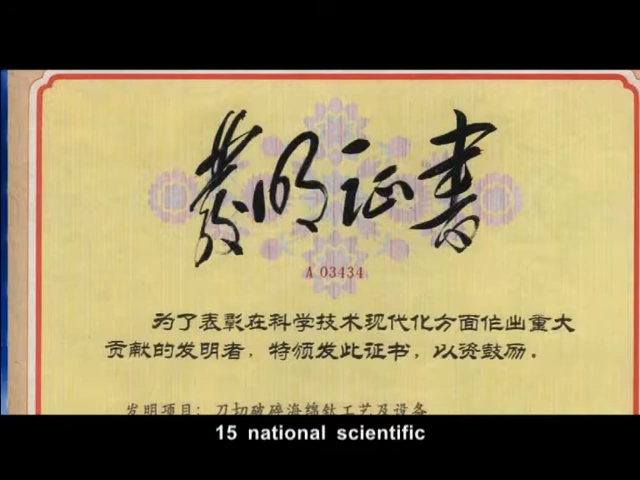 發明证書
A 03434
为了表彰在科学技术现代化方面作出重大
贡献的发明者，特颁发此证书，以资鼓励。
发明项目：刀切破碎海绵钛工艺及设备
15 national scientific